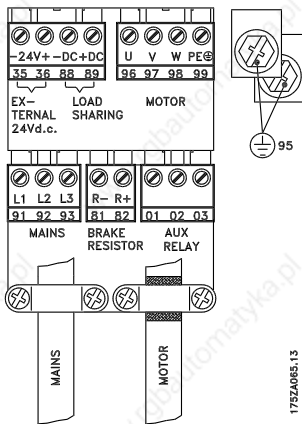 -24V+ -DC+DC
35 36 88 89
U V W PE
96 97 98 99
EX-
TERNAL
24Vd.c.
LOAD
SHARING
MOTOR
95
L1 L2 L3
91 92 93
R- R+
81 82
01 02 03
MAINS
BRAKE
RESISTOR
AUX
RELAY
MAINS
MOTOR
175ZA065.13